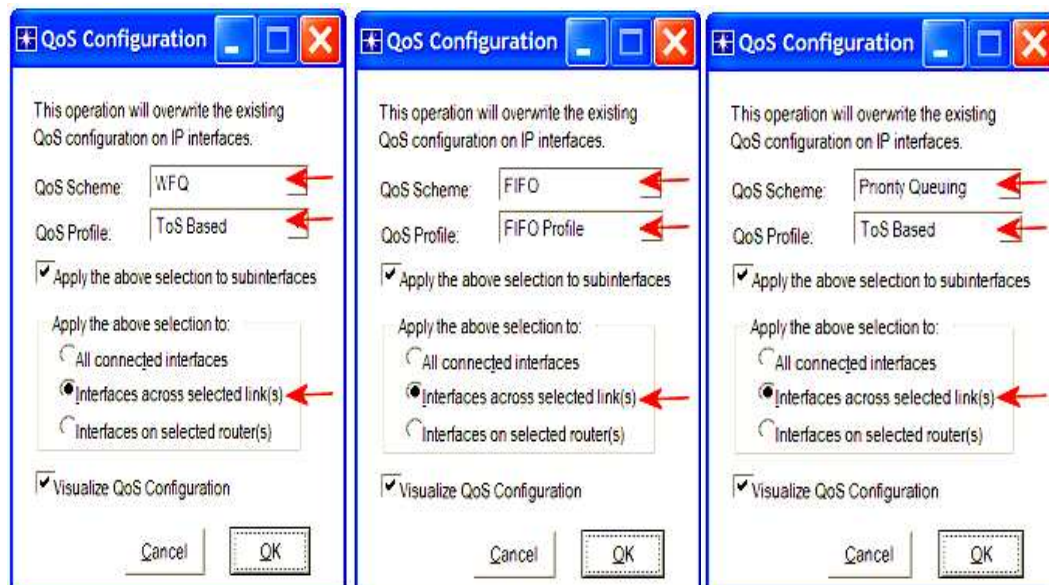 QoS Configuration
This operation will overwrite the existing
QoS configuration on IP interfaces.
QoS Scheme: WFQ
QoS Profile: ToS Based
Apply the above selection to subinterfaces
Apply the above selection to:
All connected interfaces
Interfaces across selected link(s)
Interfaces on selected router(s)
Visualize QoS Configuration
Cancel OK
QoS Configuration
This operation will overwrite the existing
QoS configuration on IP interfaces.
QoS Scheme: FIFO
QoS Profile: FIFO Profile
Apply the above selection to subinterfaces
Apply the above selection to:
All connected interfaces
Interfaces across selected link(s)
Interfaces on selected router(s)
Visualize QoS Configuration
Cancel OK
QoS Configuration
This operation will overwrite the existing
QoS configuration on IP interfaces.
QoS Scheme: Priority Queuing
QoS Profile: ToS Based
Apply the above selection to subinterfaces
Apply the above selection to:
All connected interfaces
Interfaces across selected link(s)
Interfaces on selected router(s)
Visualize QoS Configuration
Cancel OK